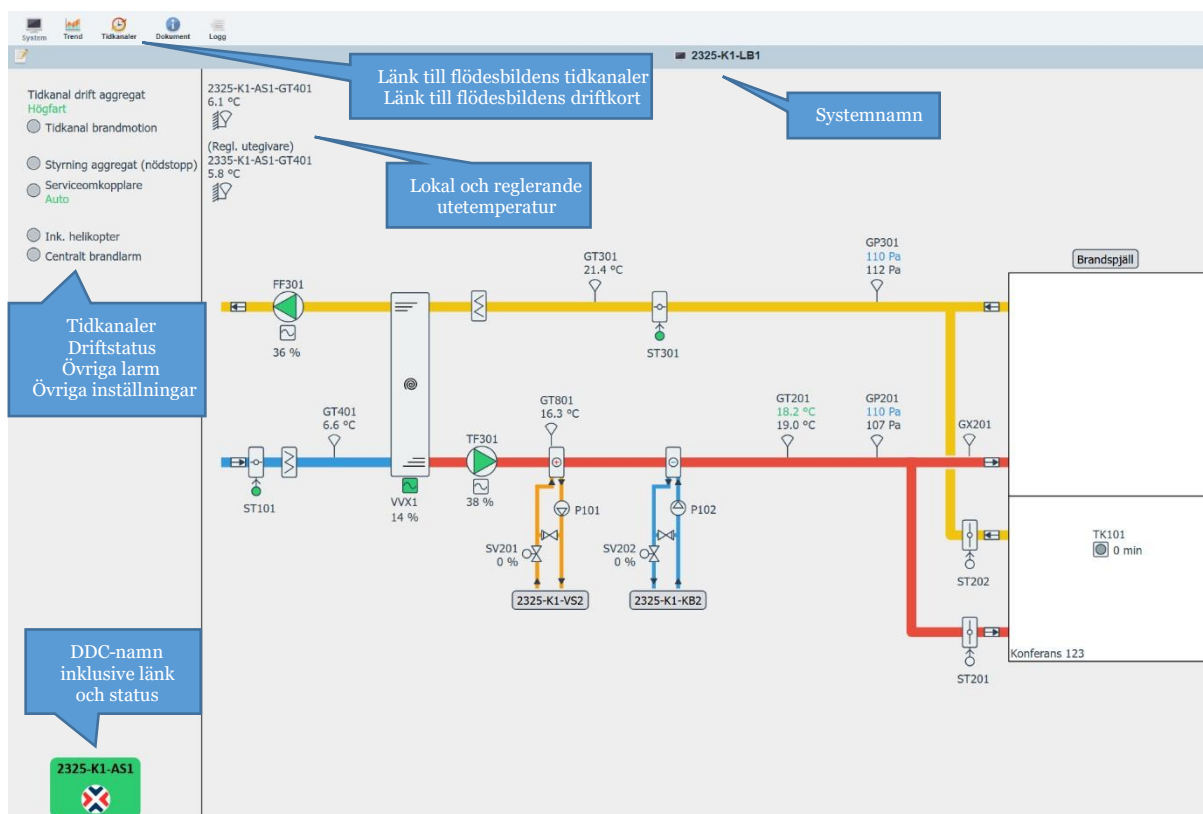 System
Trend
Tidkanaler
Dokument
Logg
2325-K1-LB1
Länk till flödesbildens tidkanaler
Länk till flödesbildens driftkort
Systemnamn
Tidkanal drift aggregat
Högfart
Tidkanal brandmotion
Styrning aggregat (nödstopp)
Serviceomkopplare
Auto
Ink. helikopter
Centralt brandlarm
2325-K1-AS1-GT401
6.1 °C
(Regl. utegivare)
2335-K1-AS1-GT401
5.8 °C
Lokal och reglerande
utetemperatur
Tidkanaler
Driftstatus
Övriga larm
Övriga inställningar
FF301
36 %
GT301
21.4 °C
ST301
GP301
110 Pa
112 Pa
Brandspjäll
GT401
6.6 °C
ST101
VVX1
14 %
TF301
38 %
GT801
16.3 °C
P101
SV201
0 %
2325-K1-VS2
P102
SV202
0 %
2325-K1-KB2
GT201
18.2 °C
19.0 °C
GP201
110 Pa
107 Pa
GX201
TK101
0 min
ST202
Konferans 123
ST201
DDC-namn
inklusive länk
och status
2325-K1-AS1